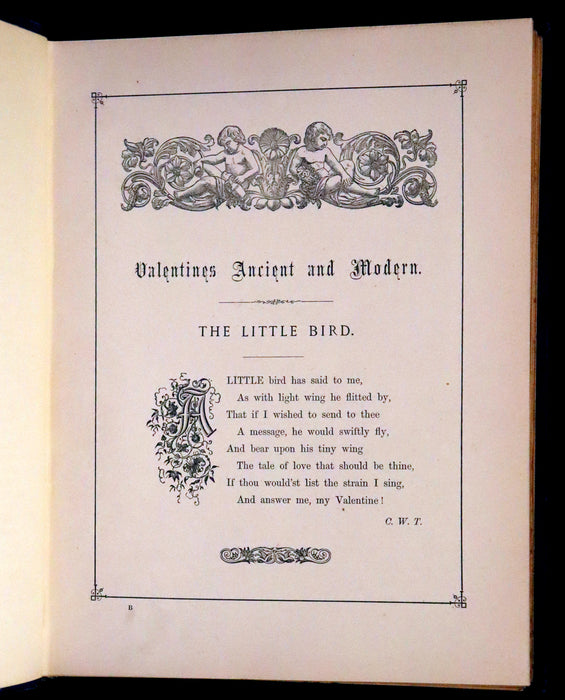 Valentines Ancient and Modern.
THE LITTLE BIRD.
A LITTLE bird has said to me,
As with light wing he flitted by,
That if I wished to send to thee
A message, he would swiftly fly,
And bear upon his tiny wing
The tale of love that should be thine,
If thou would'st list the strain I sing,
And answer me, my Valentine!
C. W. T.
B